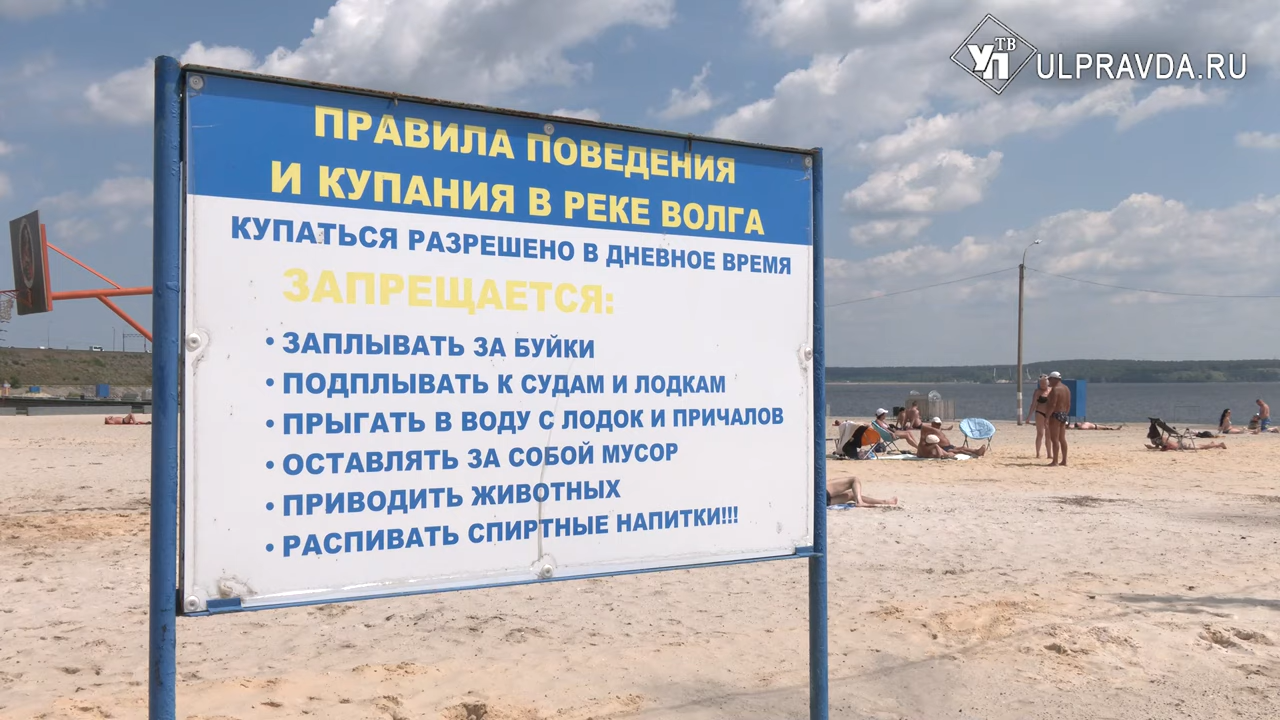 ПРАВИЛА ПОВЕДЕНИЯ
И КУПАНИЯ В РЕКЕ ВОЛГА
КУПАТЬСЯ РАЗРЕШЕНО В ДНЕВНОЕ ВРЕМЯ
ЗАПРЕЩАЕТСЯ:
• ЗАПЛЫВАТЬ ЗА БУЙКИ
• ПОДПЛЫВАТЬ К СУДАМ И ЛОДКАМ
• ПРЫГАТЬ В ВОДУ С ЛОДОК И ПРИЧАЛОВ
• ОСТАВЛЯТЬ ЗА СОБОЙ МУСОР
• ПРИВОДИТЬ ЖИВОТНЫХ
• РАСПИВАТЬ СПИРТНЫЕ НАПИТКИ!!!
УП ТВ ULPRAVDA.RU